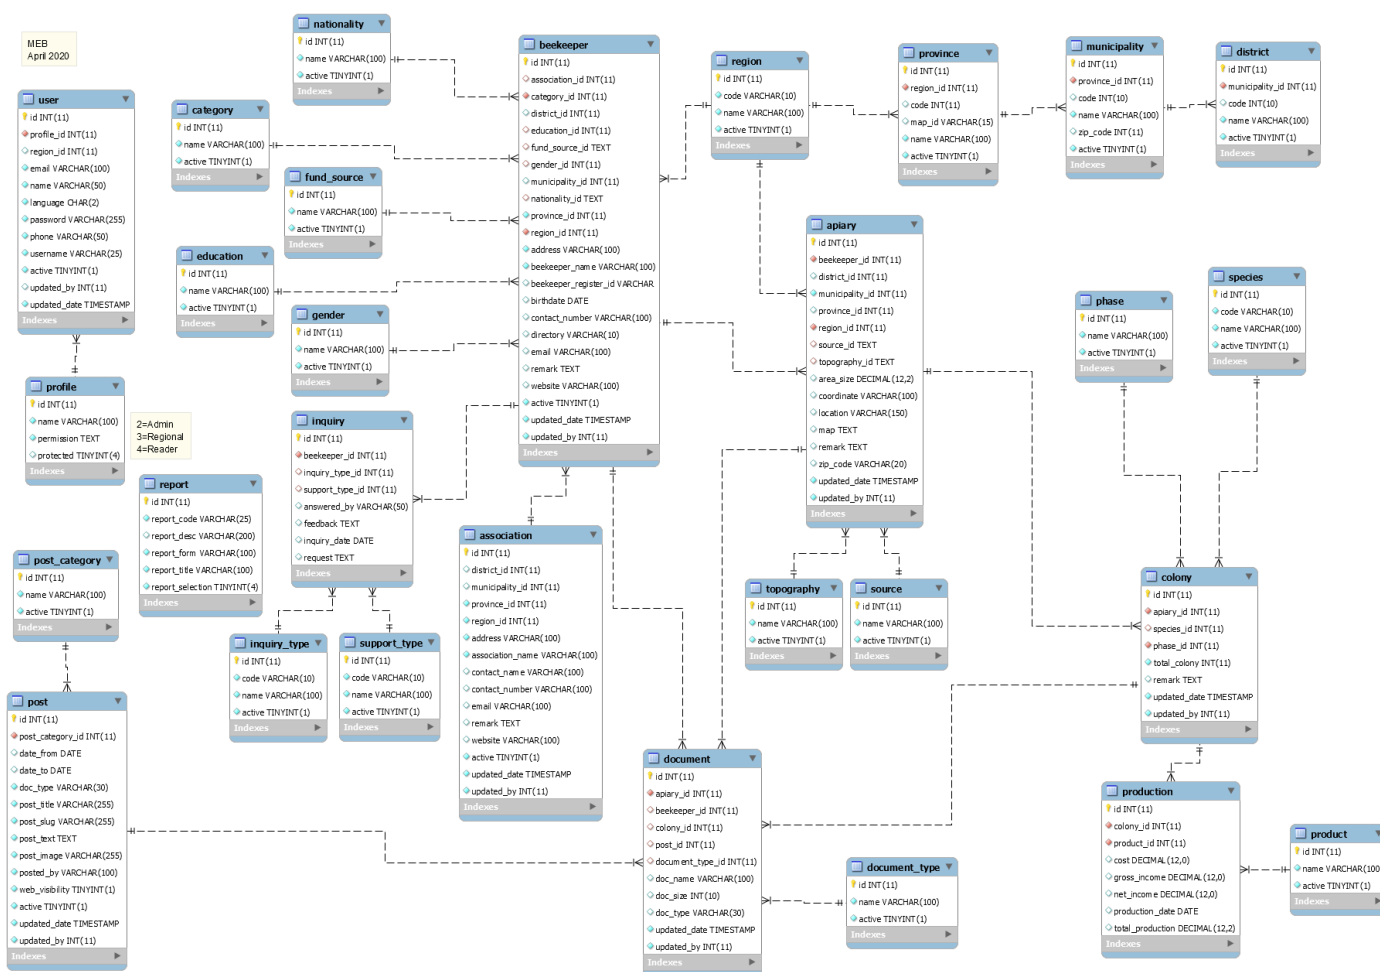 MEB
April 2020
user
id INT(11)
profile_id INT(11)
region_id INT(11)
email VARCHAR(100)
name VARCHAR(50)
language CHAR(2)
password VARCHAR(255)
phone VARCHAR(50)
username VARCHAR(25)
active TINYINT(1)
updated_by INT(11)
updated_date TIMESTAMP
Indexes
profile
id INT(11)
name VARCHAR(100)
permission TEXT
protected TINYINT(4)
Indexes
2=Admin
3=Regional
4=Reader
nationality
id INT(11)
name VARCHAR(100)
active TINYINT(1)
Indexes
category
id INT(11)
name VARCHAR(100)
active TINYINT(1)
Indexes
fund_source
id INT(11)
name VARCHAR(100)
active TINYINT(1)
Indexes
education
id INT(11)
name VARCHAR(100)
active TINYINT(1)
Indexes
gender
id INT(11)
name VARCHAR(100)
active TINYINT(1)
Indexes
inquiry
id INT(11)
beekeeper_id INT(11)
inquiry_type_id INT(11)
support_type_id INT(11)
answered_by VARCHAR(50)
feedback TEXT
inquiry_date DATE
request TEXT
Indexes
report
id INT(11)
report_code VARCHAR(25)
report_desc VARCHAR(200)
report_form VARCHAR(100)
report_title VARCHAR(100)
report_selection TINYINT(4)
Indexes
post_category
id INT(11)
name VARCHAR(100)
active TINYINT(1)
Indexes
inquiry_type
id INT(11)
code VARCHAR(10)
name VARCHAR(100)
active TINYINT(1)
Indexes
support_type
id INT(11)
code VARCHAR(10)
name VARCHAR(100)
active TINYINT(1)
Indexes
post
id INT(11)
post_category_id INT(11)
date_from DATE
date_to DATE
doc_type VARCHAR(30)
post_title VARCHAR(255)
post_slug VARCHAR(255)
post_text TEXT
post_image VARCHAR(255)
posted_by VARCHAR(100)
web_visibility TINYINT(1)
active TINYINT(1)
updated_date TIMESTAMP
updated_by INT(11)
Indexes
beekeeper
id INT(11)
association_id INT(11)
category_id INT(11)
district_id INT(11)
education_id INT(11)
fund_source_id TEXT
gender_id INT(11)
municipality_id INT(11)
nationality_id TEXT
province_id INT(11)
region_id INT(11)
address VARCHAR(100)
beekeeper_name VARCHAR(100)
beekeeper_register_id VARCHAR
birthdate DATE
contact_number VARCHAR(100)
directory VARCHAR(10)
email VARCHAR(100)
remark TEXT
website VARCHAR(100)
active TINYINT(1)
updated_date TIMESTAMP
updated_by INT(11)
Indexes
association
id INT(11)
district_id INT(11)
municipality_id INT(11)
province_id INT(11)
region_id INT(11)
address VARCHAR(100)
association_name VARCHAR(100)
contact_name VARCHAR(100)
contact_number VARCHAR(100)
email VARCHAR(100)
remark TEXT
website VARCHAR(100)
active TINYINT(1)
updated_date TIMESTAMP
updated_by INT(11)
Indexes
region
id INT(11)
code VARCHAR(10)
name VARCHAR(100)
active TINYINT(1)
Indexes
province
id INT(11)
region_id INT(11)
code INT(11)
map_id VARCHAR(15)
name VARCHAR(100)
active TINYINT(1)
Indexes
municipality
id INT(11)
province_id INT(11)
code INT(10)
name VARCHAR(100)
zip_code INT(11)
active TINYINT(1)
Indexes
district
id INT(11)
municipality_id INT(11)
code INT(10)
name VARCHAR(100)
active TINYINT(1)
Indexes
apiary
id INT(11)
beekeeper_id INT(11)
district_id INT(11)
municipality_id INT(11)
province_id INT(11)
region_id INT(11)
source_id TEXT
topography_id TEXT
area_size DECIMAL(12,2)
coordinate VARCHAR(100)
location VARCHAR(150)
map TEXT
remark TEXT
zip_code VARCHAR(20)
updated_date TIMESTAMP
updated_by INT(11)
Indexes
phase
id INT(11)
name VARCHAR(100)
active TINYINT(1)
Indexes
species
id INT(11)
code VARCHAR(10)
name VARCHAR(100)
active TINYINT(1)
Indexes
topography
id INT(11)
name VARCHAR(100)
active TINYINT(1)
Indexes
source
id INT(11)
name VARCHAR(100)
active TINYINT(1)
Indexes
colony
id INT(11)
apiary_id INT(11)
species_id INT(11)
phase_id INT(11)
total_colony INT(11)
remark TEXT
updated_date TIMESTAMP
updated_by INT(11)
Indexes
document
id INT(11)
apiary_id INT(11)
beekeeper_id INT(11)
colony_id INT(11)
post_id INT(11)
document_type_id INT(11)
doc_name VARCHAR(100)
doc_size INT(10)
doc_type VARCHAR(30)
updated_date TIMESTAMP
updated_by INT(11)
Indexes
document_type
id INT(11)
name VARCHAR(100)
active TINYINT(1)
Indexes
production
id INT(11)
colony_id INT(11)
product_id INT(11)
cost DECIMAL(12,0)
gross_income DECIMAL(12,0)
net_income DECIMAL(12,0)
production_date DATE
total_production DECIMAL(12,2)
Indexes
product
id INT(11)
name VARCHAR(100
active TINYINT(1)
Indexes